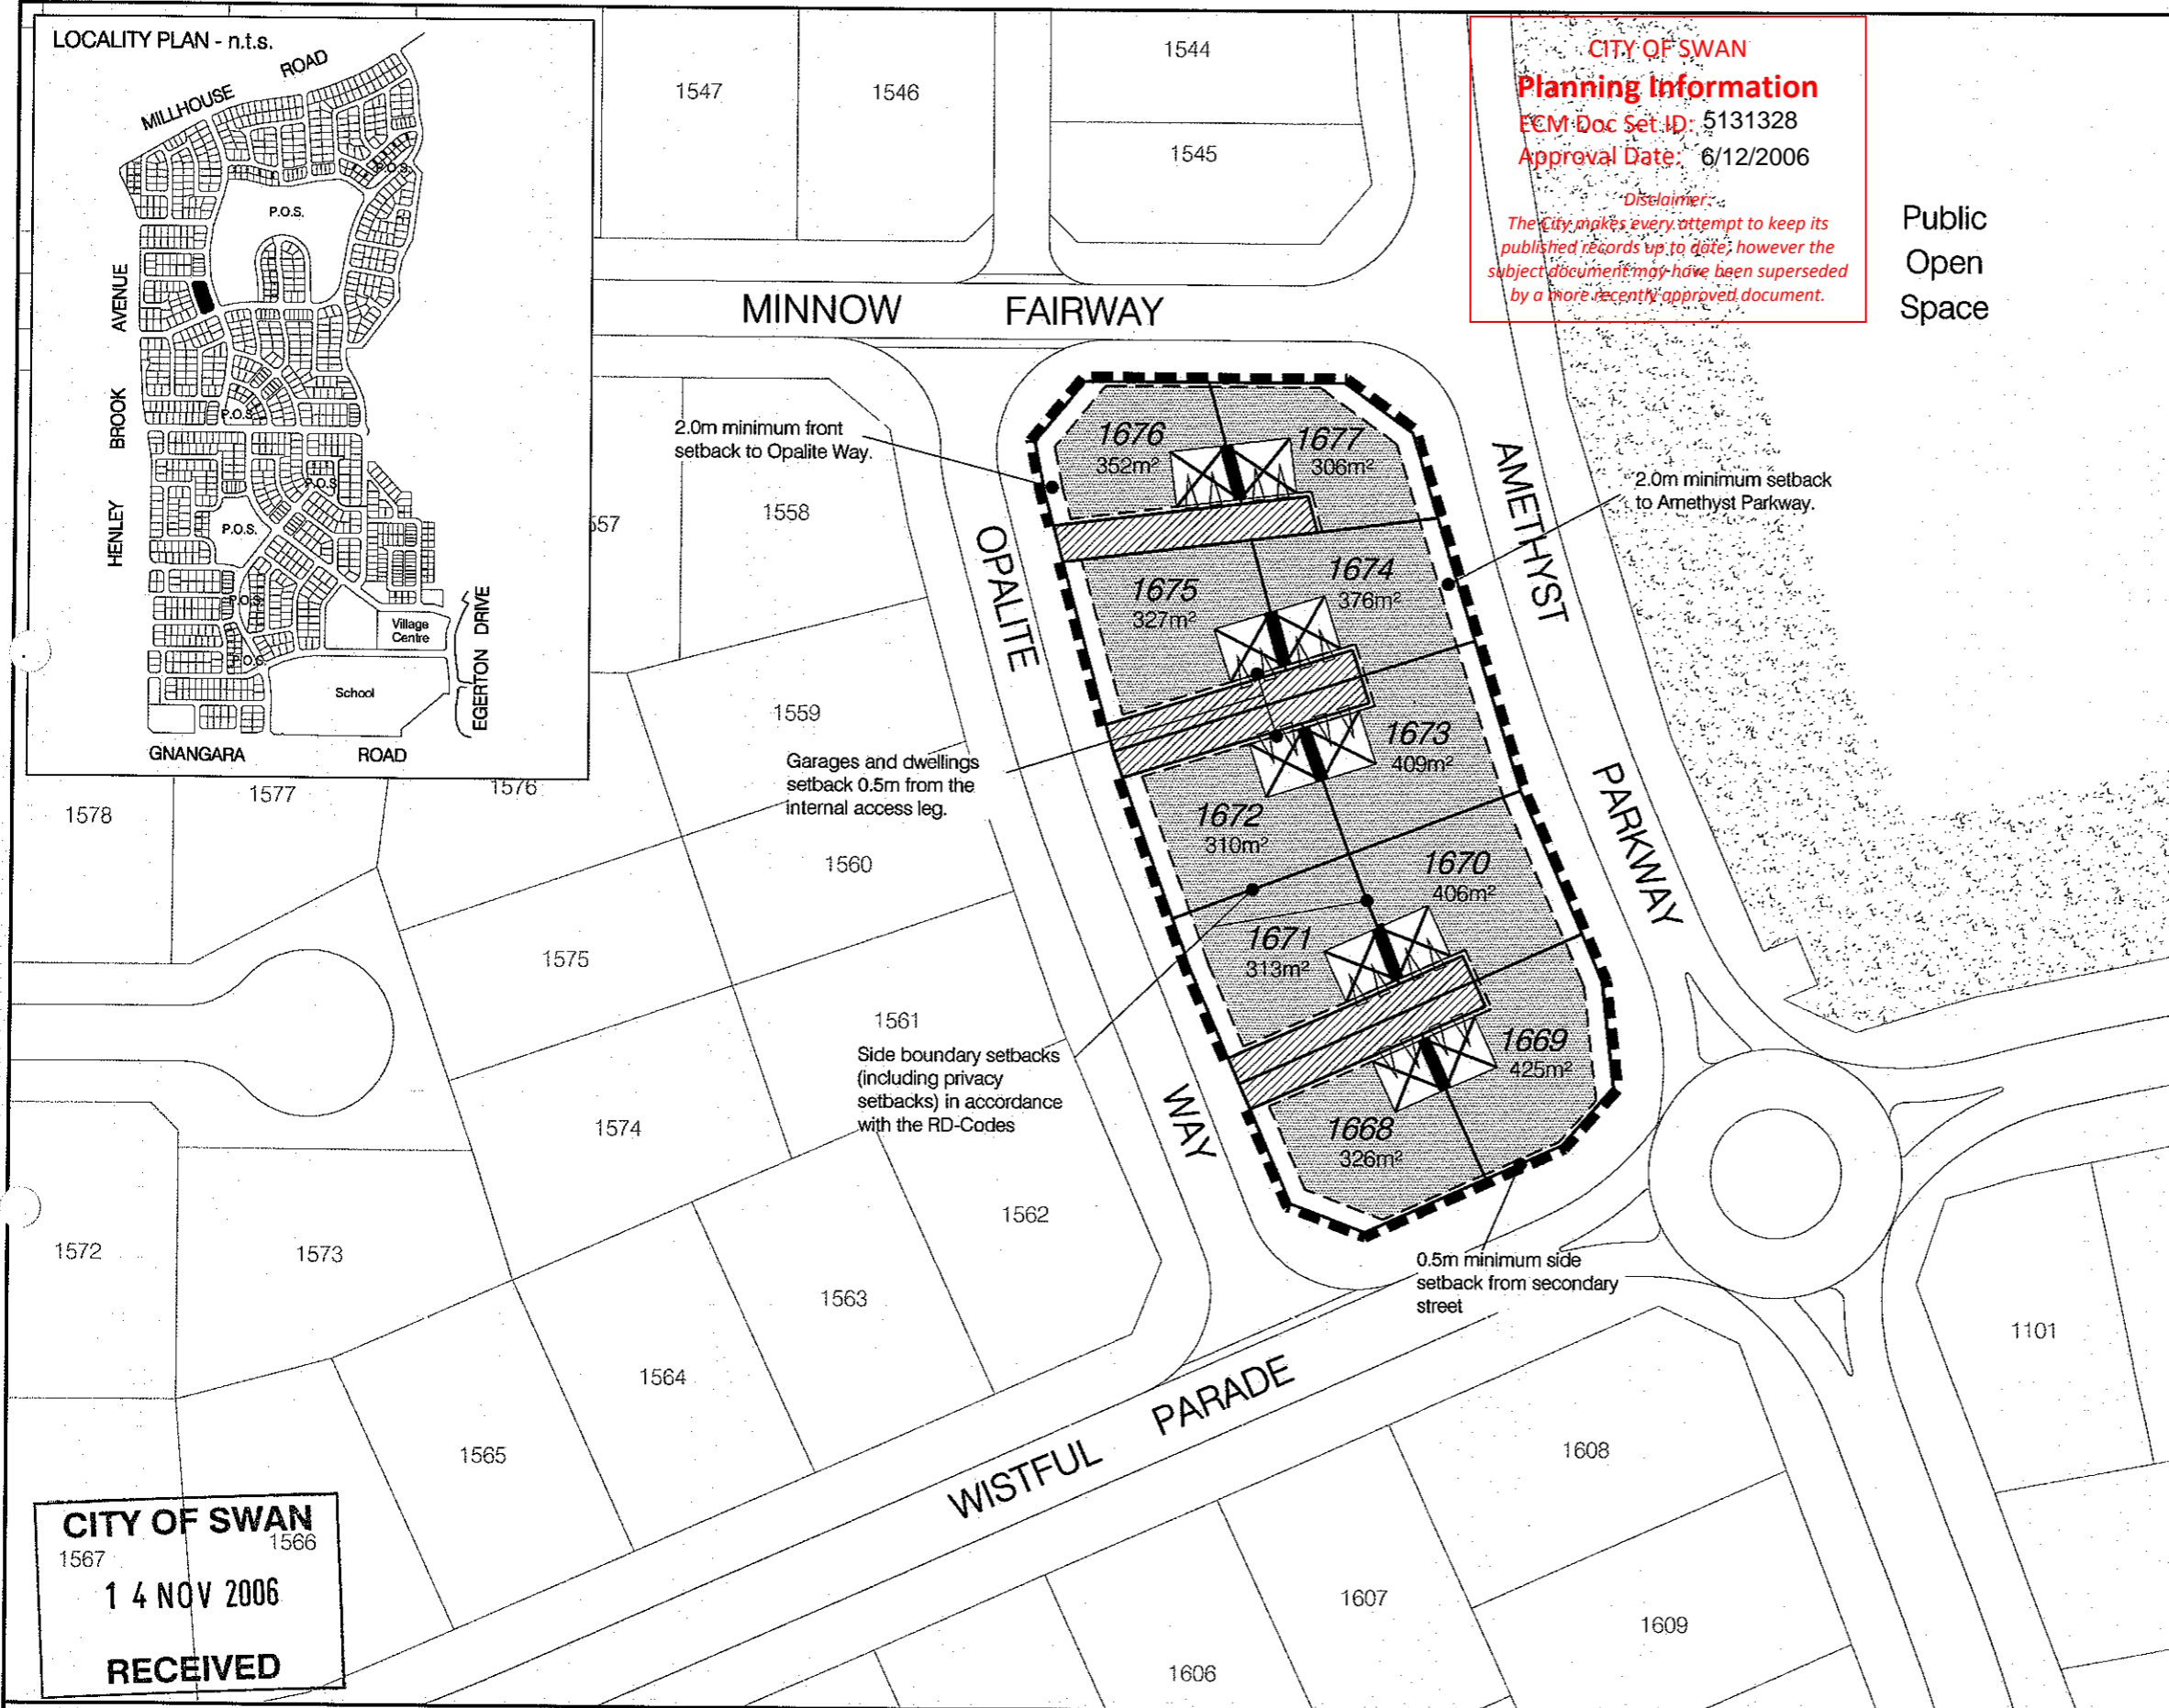 LOCALITY PLAN - n.t.s.
MILLHOUSE ROAD
P.O.S.
P.O.S.
HENLEY BROOK AVENUE
P.O.S.
P.O.S.
P.O.S.
P.O.S.
Village
Centre
School
EGERTON DRIVE
GNANGARA ROAD
1547
1546
1544
1545
CITY OF SWAN
Planning Information
ECM Doc Set ID: 5131328
Approval Date: 6/12/2006
Disclaimer:
The City makes every attempt to keep its
published records up to date, however the
subject document may have been superseded
by a more recently approved document.
Public
Open
Space
MINNOW FAIRWAY
2.0m minimum front
setback to Opalite Way.
1676
352m²
1677
306m²
AMETHYST PARKWAY
2.0m minimum setback
to Amethyst Parkway.
557
1558
OPALITE WAY
1675
327m²
1674
376m²
1559
Garages and dwellings
setback 0.5m from the
internal access leg.
1673
409m²
1672
310m²
1578
1577
1576
1560
1670
406m²
1671
313m²
1575
1561
Side boundary setbacks
(including privacy
setbacks) in accordance
with the RD-Codes
1669
425m²
1668
326m²
1574
1562
1572
1573
0.5m minimum side
setback from secondary
street
1563
1564
1101
WISTFUL PARADE
1565
1608
CITY OF SWAN
1567
1566
14 NOV 2006
RECEIVED
1607
1609
1606